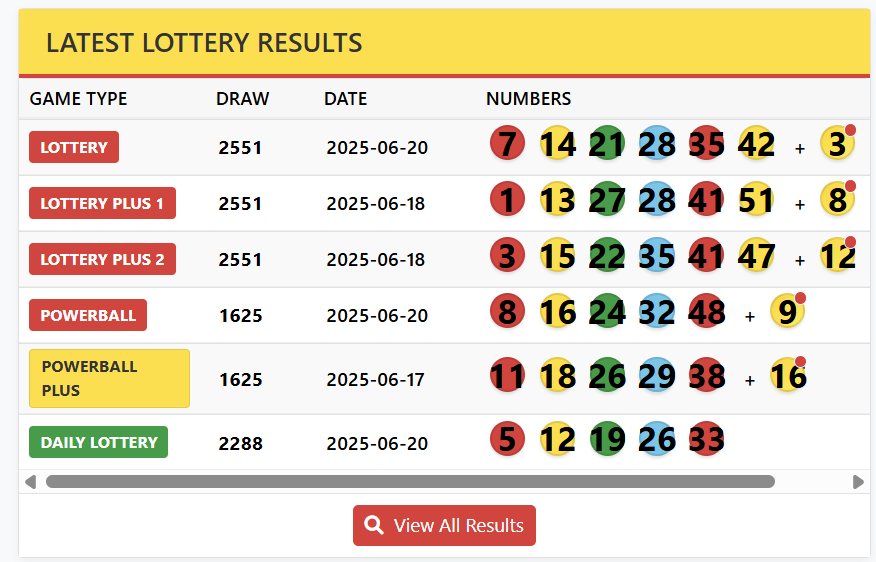 LATEST LOTTERY RESULTS
GAME TYPE DRAW DATE NUMBERS
LOTTERY 2551 2025-06-20 7 14 21 28 35 42 + 3
LOTTERY PLUS 1 2551 2025-06-18 1 13 27 28 41 51 + 8
LOTTERY PLUS 2 2551 2025-06-18 3 15 22 35 41 47 + 12
POWERBALL 1625 2025-06-20 8 16 24 32 48 + 9
POWERBALL
PLUS 1625 2025-06-17 11 18 26 29 38 + 16
DAILY LOTTERY 2288 2025-06-20 5 12 19 26 33
View All Results